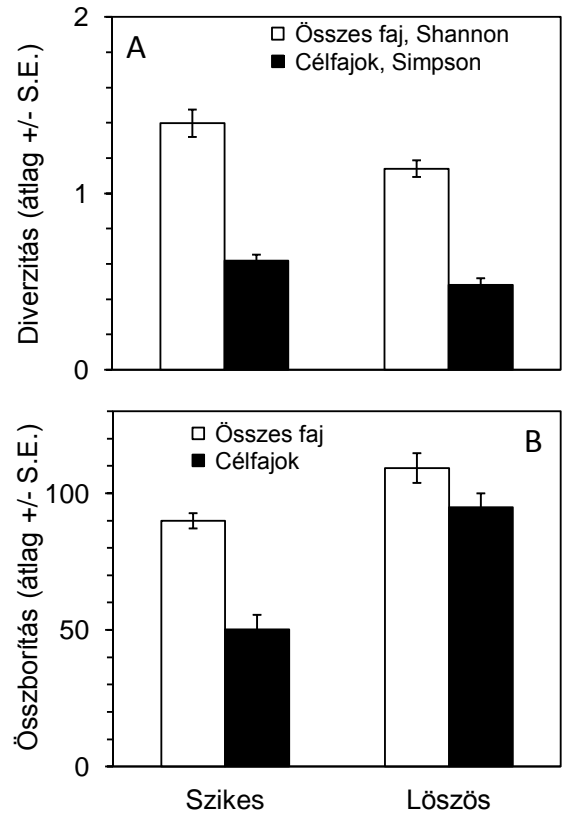 2
A
Összes faj, Shannon
Célfajok, Simpson
1
0
Diverzitás (átlag +/- S.E.)
Összes faj
B
Célfajok
100
50
0
Összborítás (átlag +/- S.E.)
Szikes Löszös